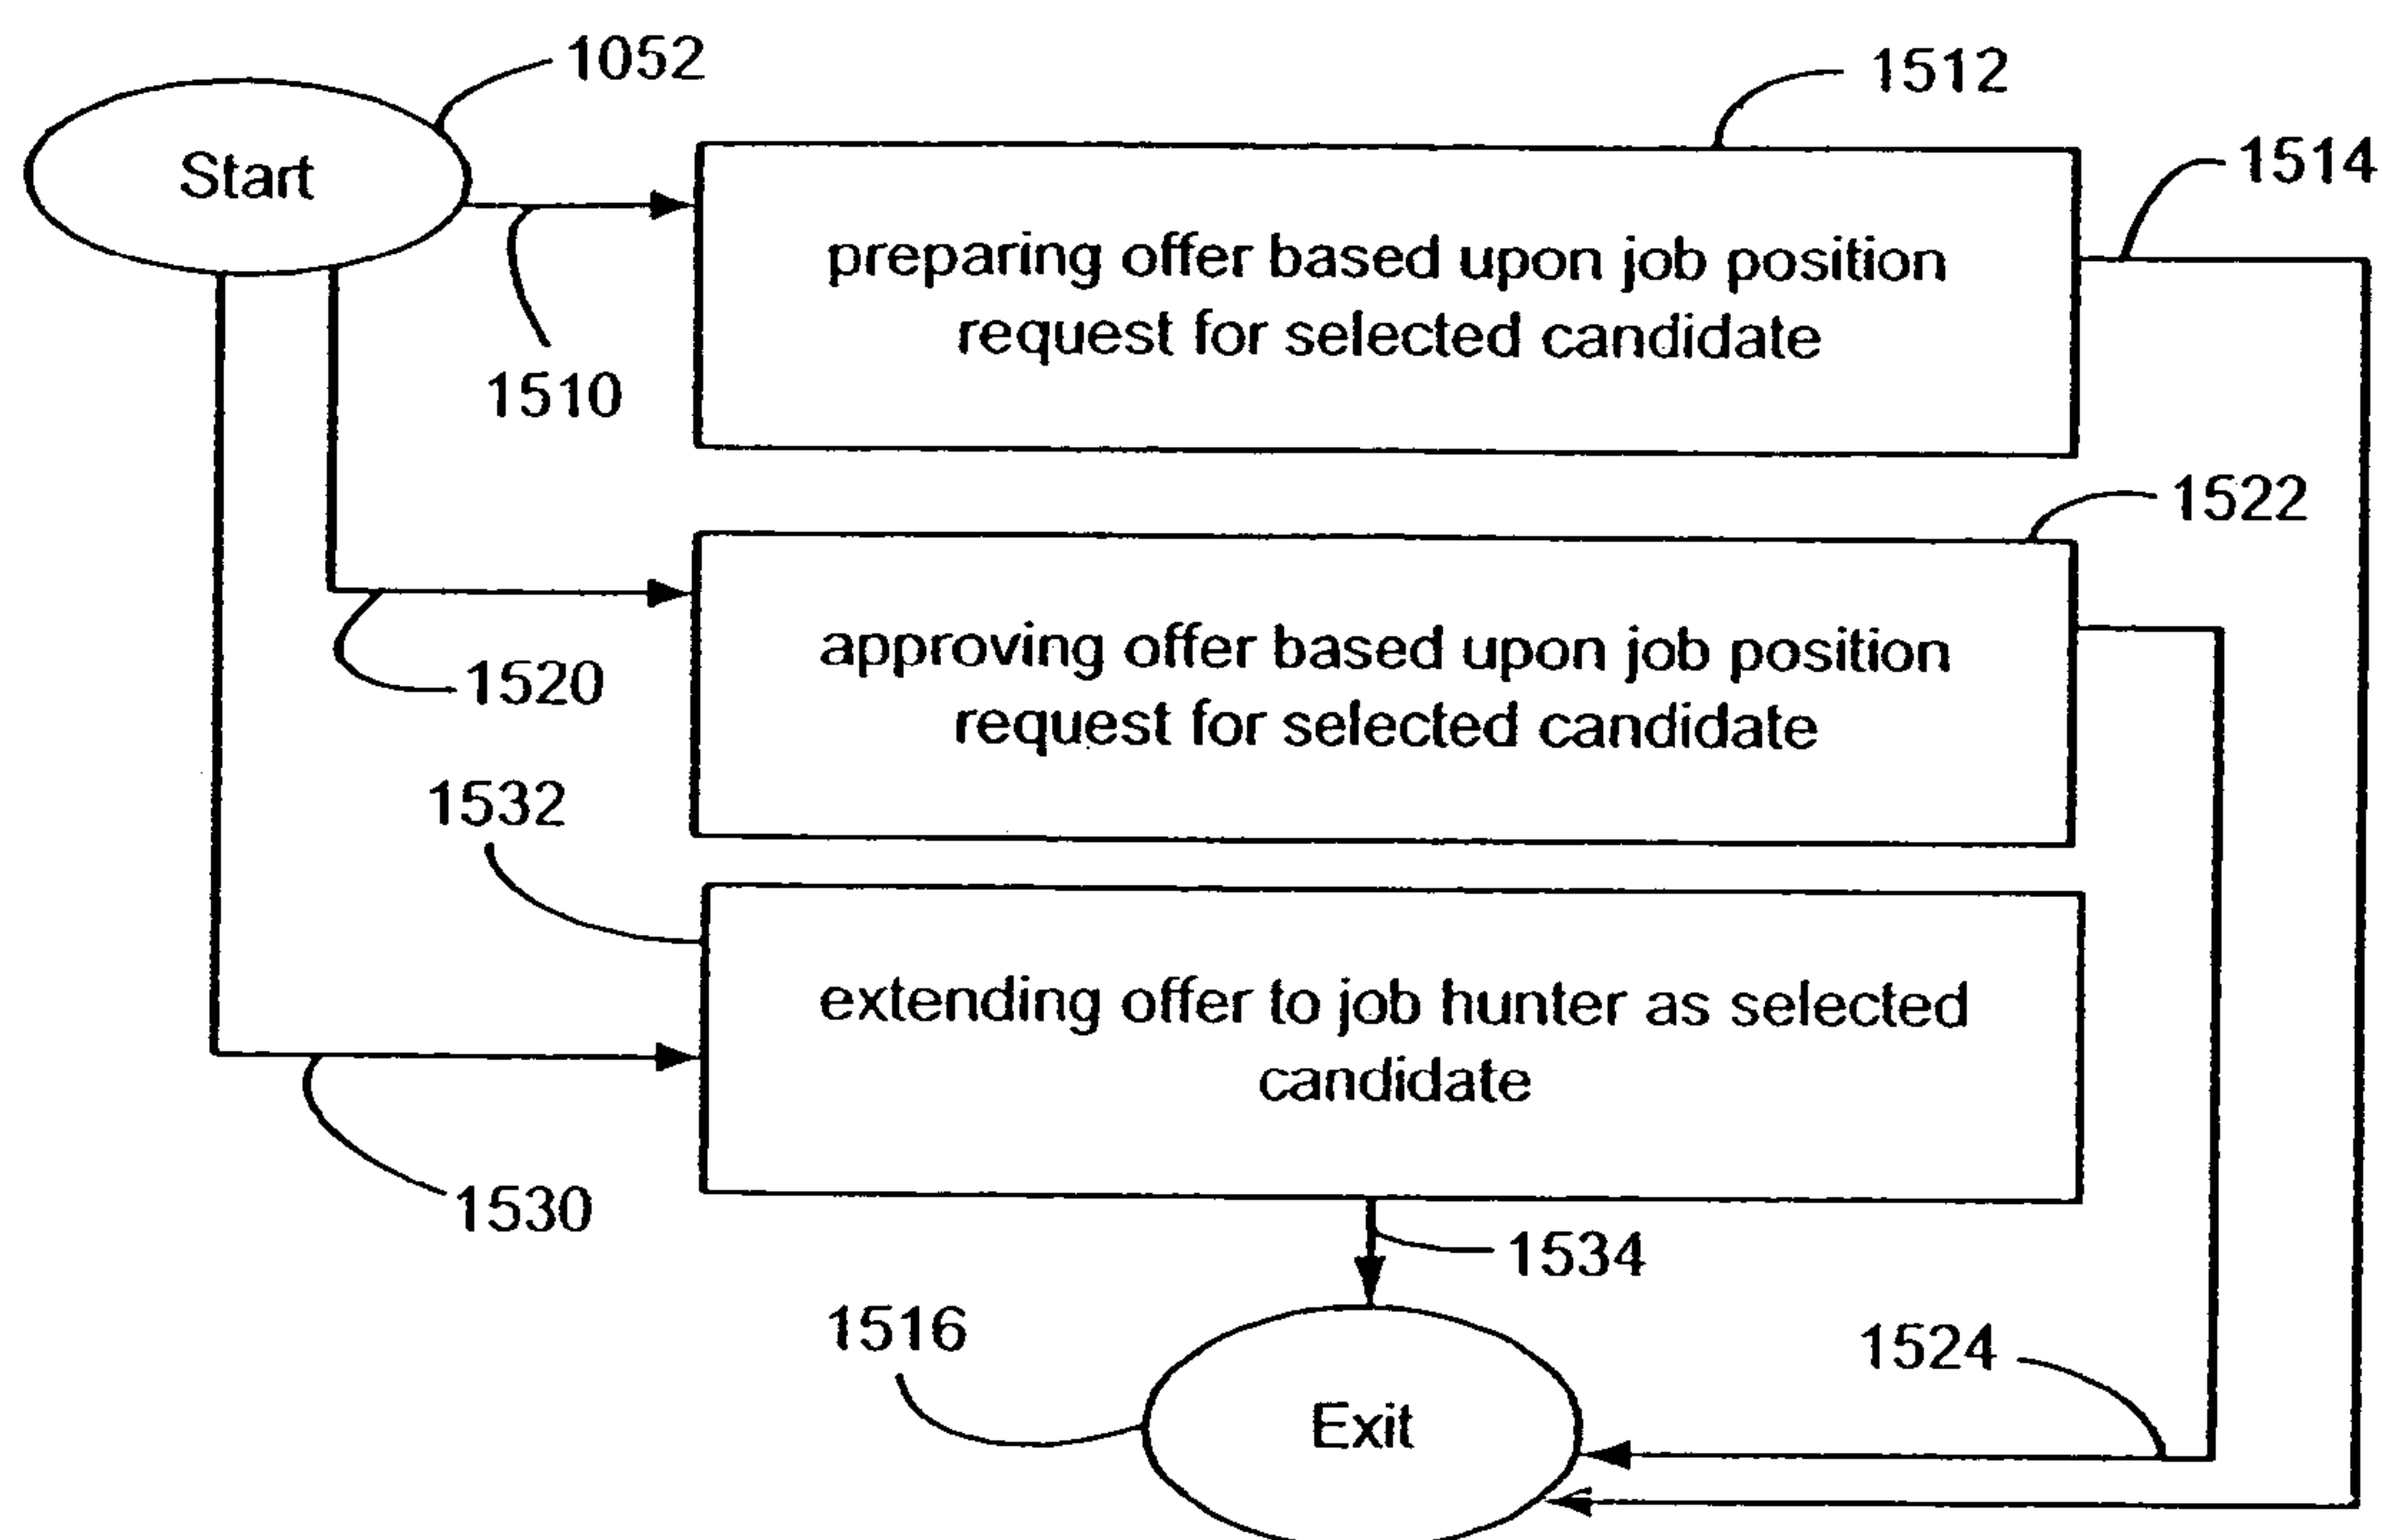 1052
Start
1512
1514
1510
preparing offer based upon job position
request for selected candidate
1522
1520
approving offer based upon job position
request for selected candidate
1532
extending offer to job hunter as selected
candidate
1530
1534
1516
1524
Exit